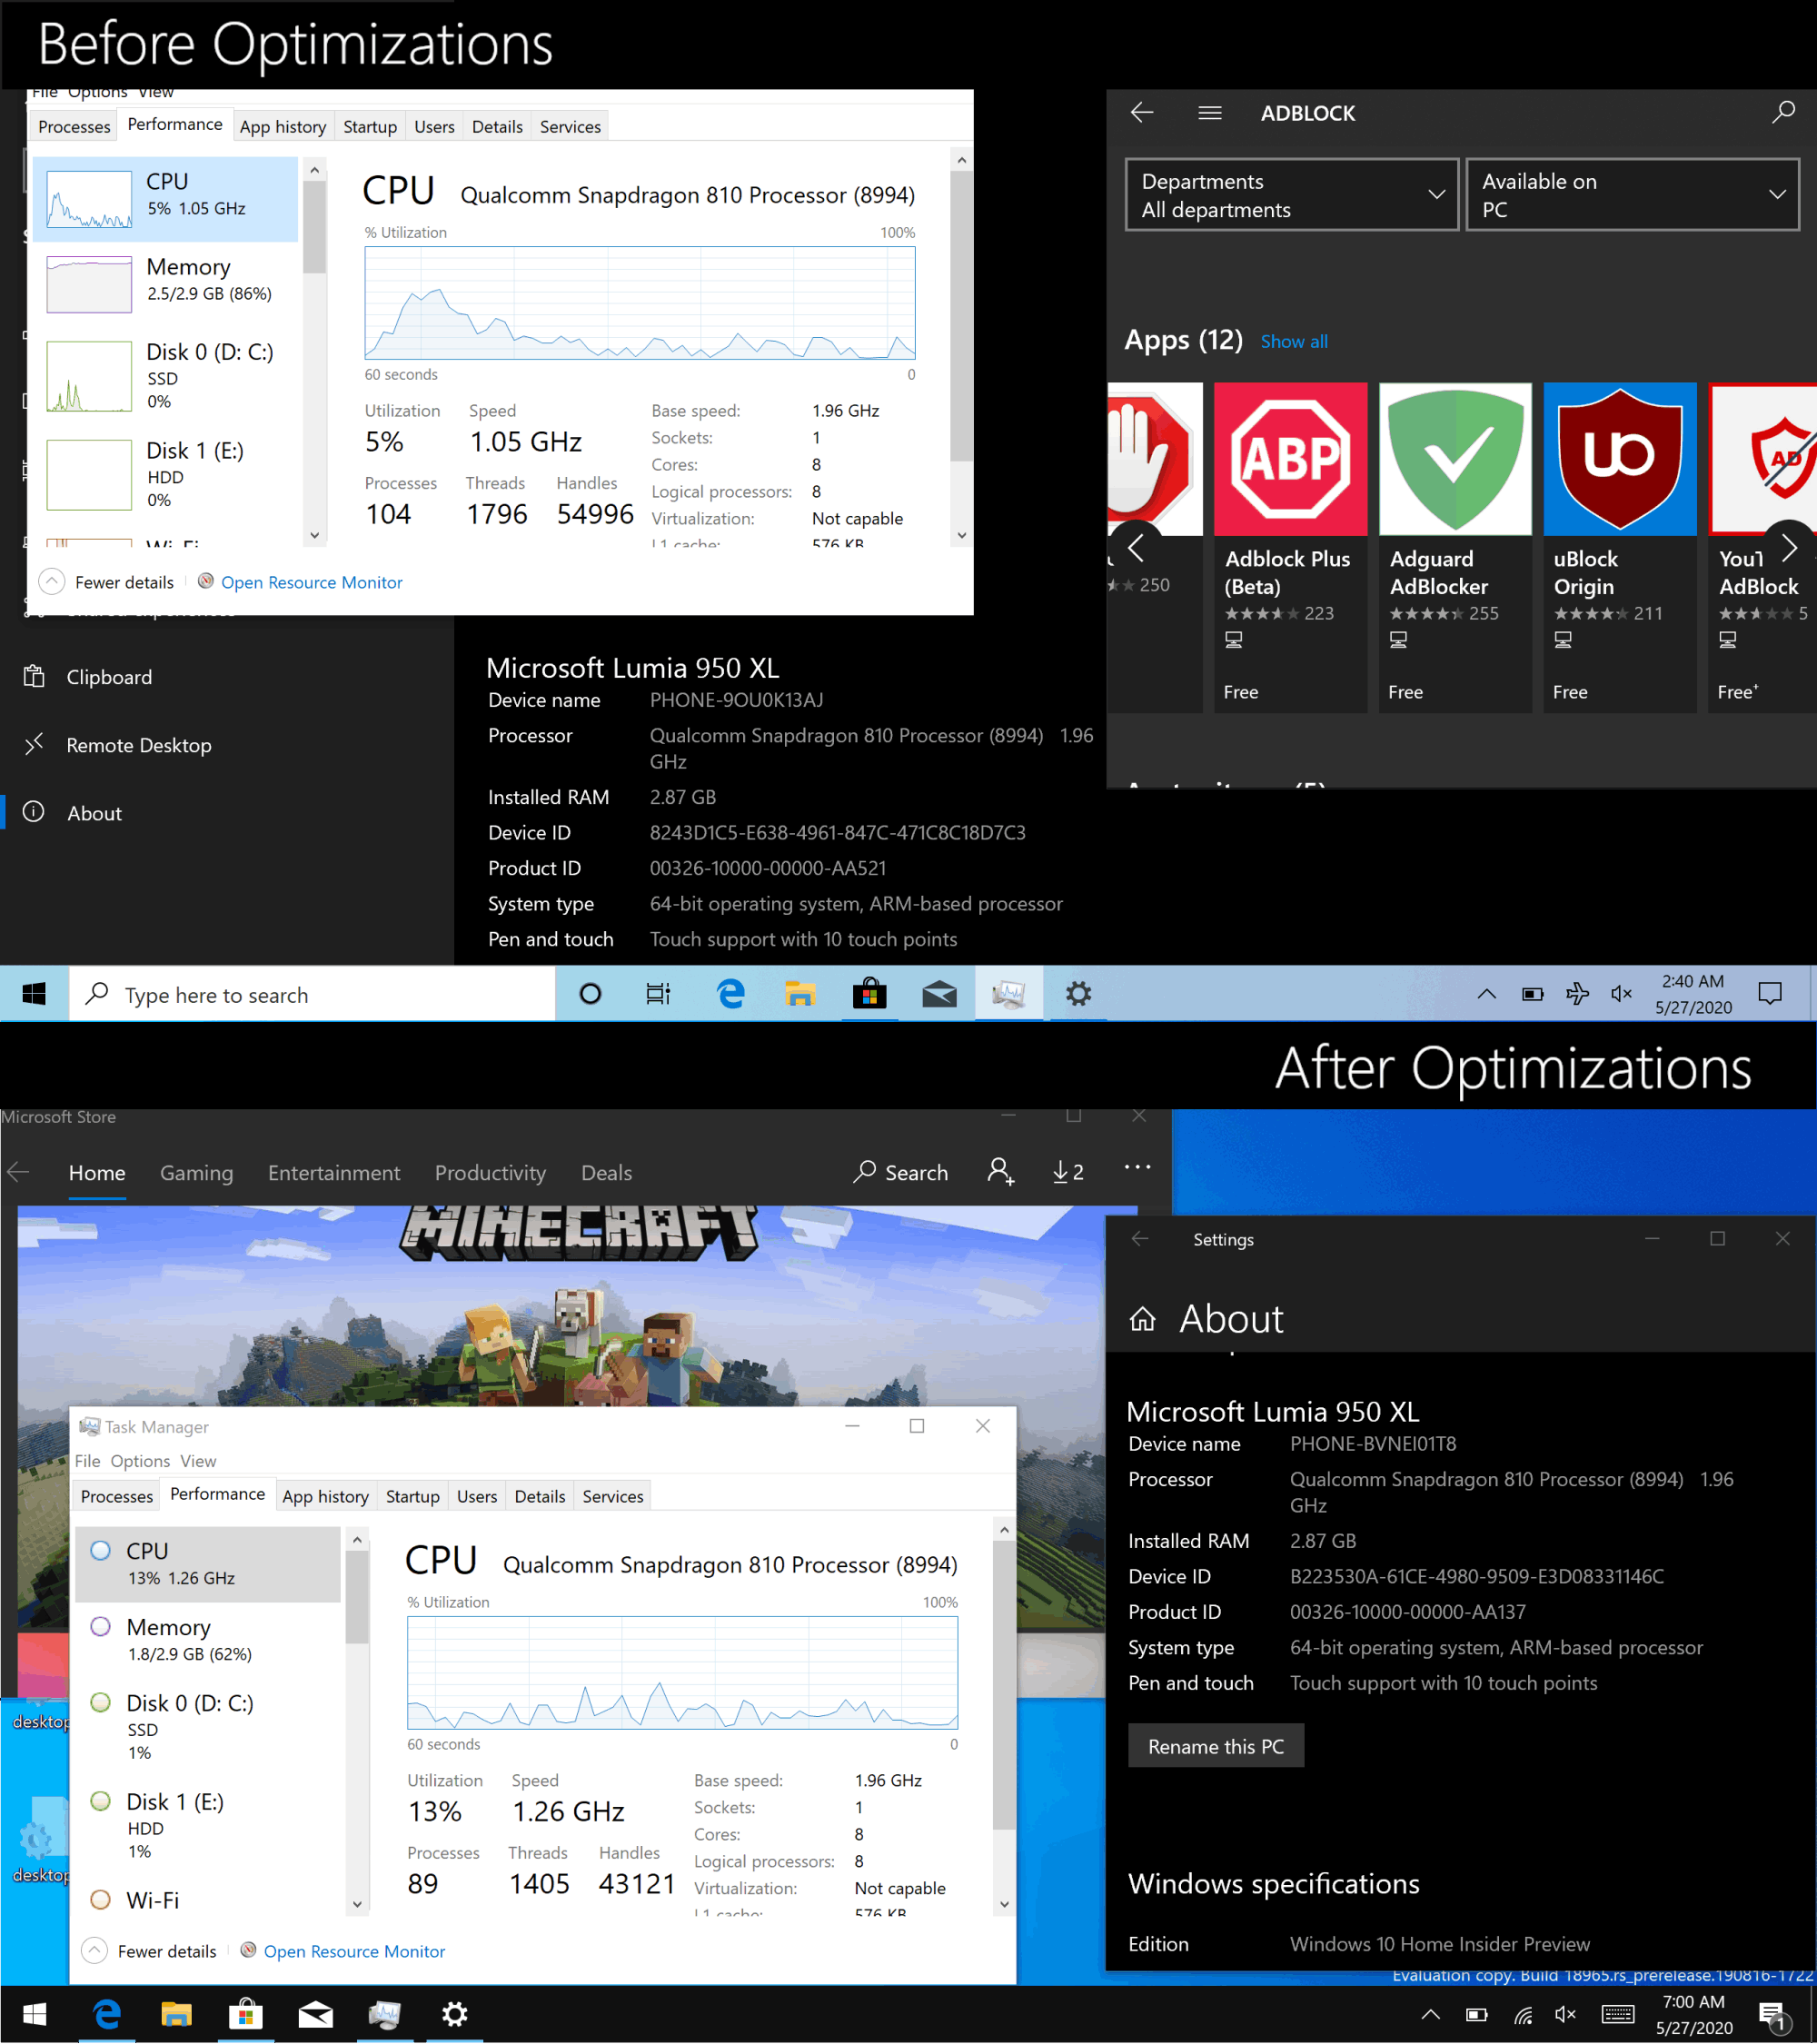 Before Optimizations
File Options View
Processes Performance App history Startup Users Details Services
CPU
5% 1.05 GHz
Memory
2.5/2.9 GB (86%)
Disk 0 (D: C:)
SSD
0%
Disk 1 (E:)
HDD
0%
Wi-Fi
CPU Qualcomm Snapdragon 810 Processor (8994)
% Utilization 100%
60 seconds 0
Utilization Speed
5% 1.05 GHz
Processes Threads Handles
104 1796 54996
Base speed: 1.96 GHz
Sockets: 1
Cores: 8
Logical processors: 8
Virtualization: Not capable
L1 cache: 576 KB
Fewer details Open Resource Monitor
Shared experiences
Clipboard
Remote Desktop
About
Microsoft Lumia 950 XL
Device name PHONE-9OU0K13AJ
Processor Qualcomm Snapdragon 810 Processor (8994) 1.96
GHz
Installed RAM 2.87 GB
Device ID 8243D1C5-E638-4961-847C-471C8C18D7C3
Product ID 00326-10000-00000-AA521
System type 64-bit operating system, ARM-based processor
Pen and touch Touch support with 10 touch points
ADBLOCK
Departments
All departments
Available on
PC
Apps (12) Show all
250
ABP
Adblock Plus
(Beta)
223
Free
Adguard
AdBlocker
255
Free
uo
uBlock
Origin
211
Free
AD
YouT
AdBlock
5
Free+
Type here to search
2:40 AM
5/27/2020
After Optimizations
Microsoft Store
Home Gaming Entertainment Productivity Deals Search 2
MINECRAFT
Task Manager
File Options View
Processes Performance App history Startup Users Details Services
CPU
13% 1.26 GHz
Memory
1.8/2.9 GB (62%)
Disk 0 (D: C:)
SSD
1%
Disk 1 (E:)
HDD
1%
Wi-Fi
CPU Qualcomm Snapdragon 810 Processor (8994)
% Utilization 100%
60 seconds 0
Utilization Speed
13% 1.26 GHz
Processes Threads Handles
89 1405 43121
Base speed: 1.96 GHz
Sockets: 1
Cores: 8
Logical processors: 8
Virtualization: Not capable
L1 cache: 576 KB
Fewer details Open Resource Monitor
desktop
desktop
Settings
About
Microsoft Lumia 950 XL
Device name PHONE-BVNEI01T8
Processor Qualcomm Snapdragon 810 Processor (8994) 1.96
GHz
Installed RAM 2.87 GB
Device ID B223530A-61CE-4980-9509-E3D08331146C
Product ID 00326-10000-00000-AA137
System type 64-bit operating system, ARM-based processor
Pen and touch Touch support with 10 touch points
Rename this PC
Windows specifications
Edition Windows 10 Home Insider Preview
Evaluation copy. Build 18965.rs_prerelease.190816-1722
7:00 AM
5/27/2020
1